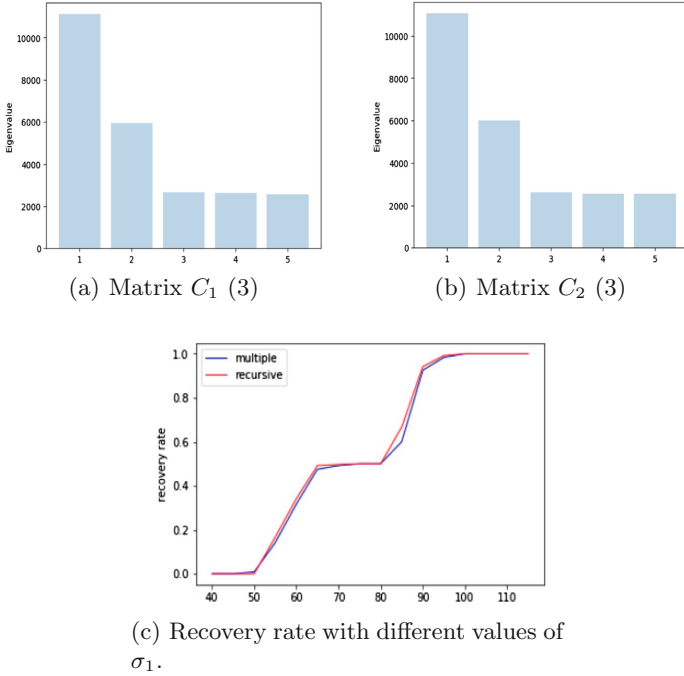 10000
8000
6000
4000
2000
0
Eigenvalue
1 2 3 4 5
(a) Matrix C₁ (3)
10000
8000
6000
4000
2000
0
Eigenvalue
1 2 3 4 5
(b) Matrix C₂ (3)
multiple
recursive
1.0
0.8
0.6
0.4
0.2
0.0
recovery rate
40 50 60 70 80 90 100 110
(c) Recovery rate with different values of
σ₁.